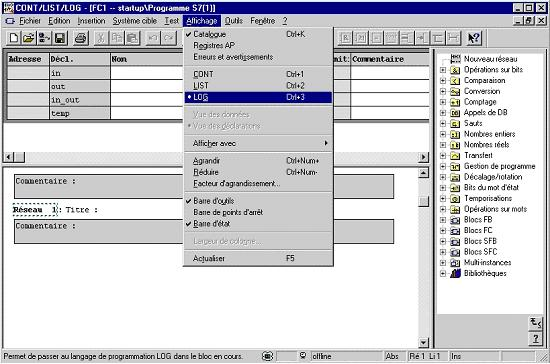 CONT/LIST/LOG - [FC1 -- startup\Programme S7(1)]
Fichier Edition Insertion Système cible Test Affichage Outils Fenêtre ?
Catalogue Ctrl+K
Registres AP
Erreurs et avertissements
CONT Ctrl+1
LIST Ctrl+2
LOG Ctrl+3
Vue des données
Vue des déclarations
Afficher avec
Agrandir Ctrl+Num+
Réduire Ctrl+Num-
Facteur d'agrandissement...
Barre d'outils
Barre de points d'arrêt
Barre d'état
Largeur de colonne...
Actualiser F5
Adresse Décl. Nom Commentaire
in
out
in_out
temp
Commentaire :
Réseau 1: Titre :
Commentaire :
Nouveau réseau
Opérations sur bits
Comparaison
Conversion
Comptage
Appels de DB
Sauts
Nombres entiers
Nombres réels
Transfert
Gestion de programme
Décalage/rotation
Bits du mot d'état
Temporisations
Opérations sur mots
Blocs FB
Blocs FC
Blocs SFB
Blocs SFC
Multi-instances
Bibliothèques
Permet de passer au langage de programmation LOG dans le bloc en cours. offline Abs Ré 1 Li 1 Ins